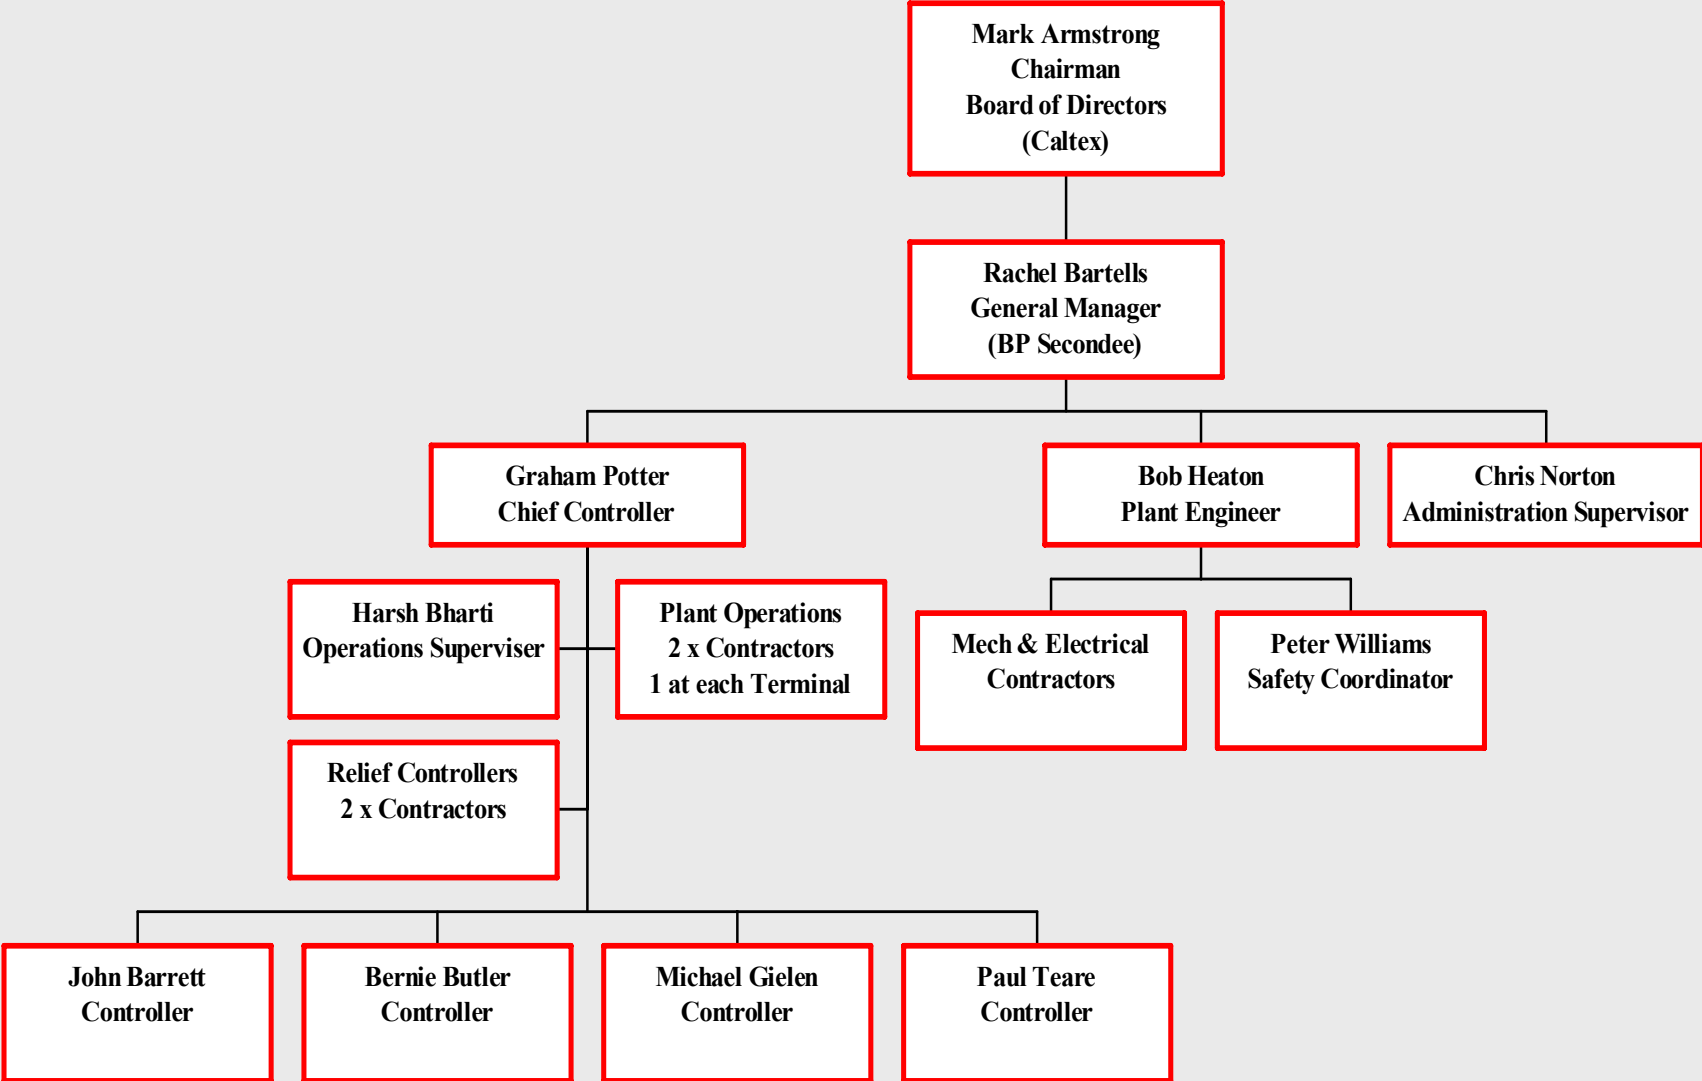 Mark Armstrong
Chairman
Board of Directors
(Caltex)
Rachel Bartells
General Manager
(BP Secondee)
Graham Potter
Chief Controller
Bob Heaton
Plant Engineer
Chris Norton
Administration Supervisor
Harsh Bharti
Operations Superviser
Plant Operations
2 x Contractors
1 at each Terminal
Mech & Electrical
Contractors
Peter Williams
Safety Coordinator
Relief Controllers
2 x Contractors
John Barrett
Controller
Bernie Butler
Controller
Michael Gielen
Controller
Paul Teare
Controller